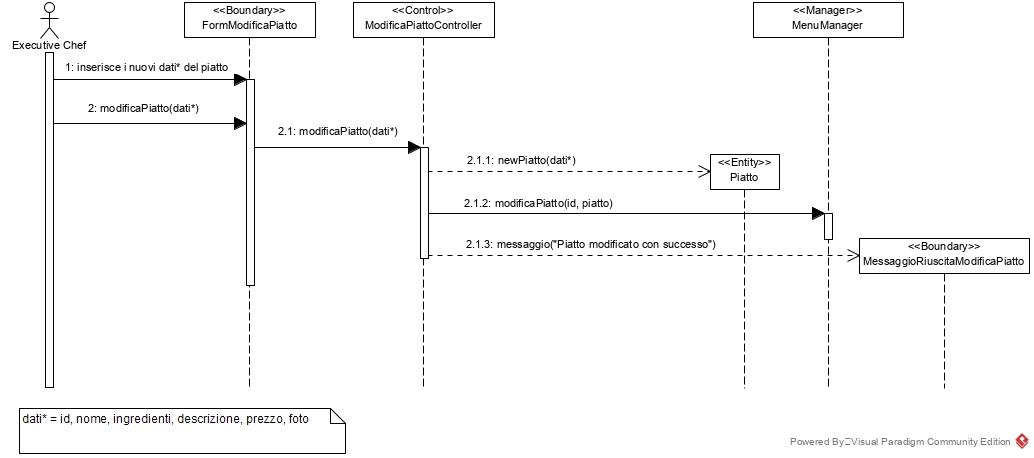 <<Boundary>>
FormModificaPiatto
<<Control>>
ModificaPiattoController
<<Manager>>
MenuManager
Executive Chef
1: inserisce i nuovi dati* del piatto
2: modificaPiatto(dati*)
2.1: modificaPiatto(dati*)
2.1.1: newPiatto(dati*)
<<Entity>>
Piatto
2.1.2: modificaPiatto(id, piatto)
2.1.3: messaggio("Piatto modificato con successo")
<<Boundary>>
MessaggioRiuscitaModificaPiatto
dati* = id, nome, ingredienti, descrizione, prezzo, foto
Powered By Visual Paradigm Community Edition